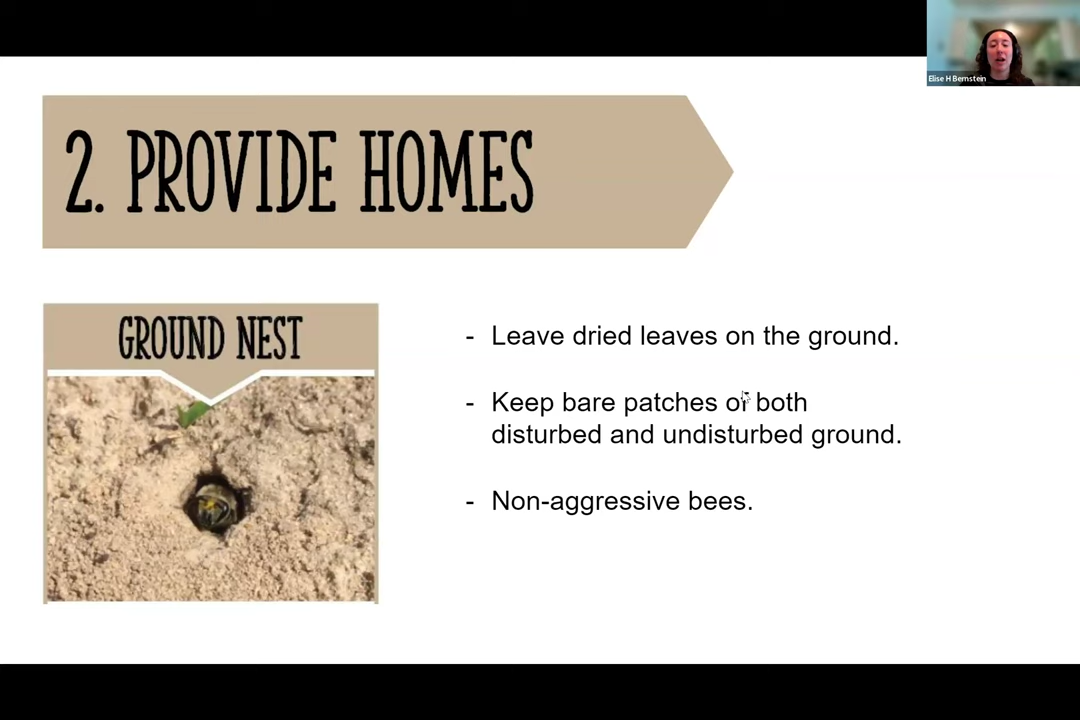 Elise H Bernstein
2. PROVIDE HOMES
GROUND NEST
- Leave dried leaves on the ground.
- Keep bare patches of both
disturbed and undisturbed ground.
- Non-aggressive bees.